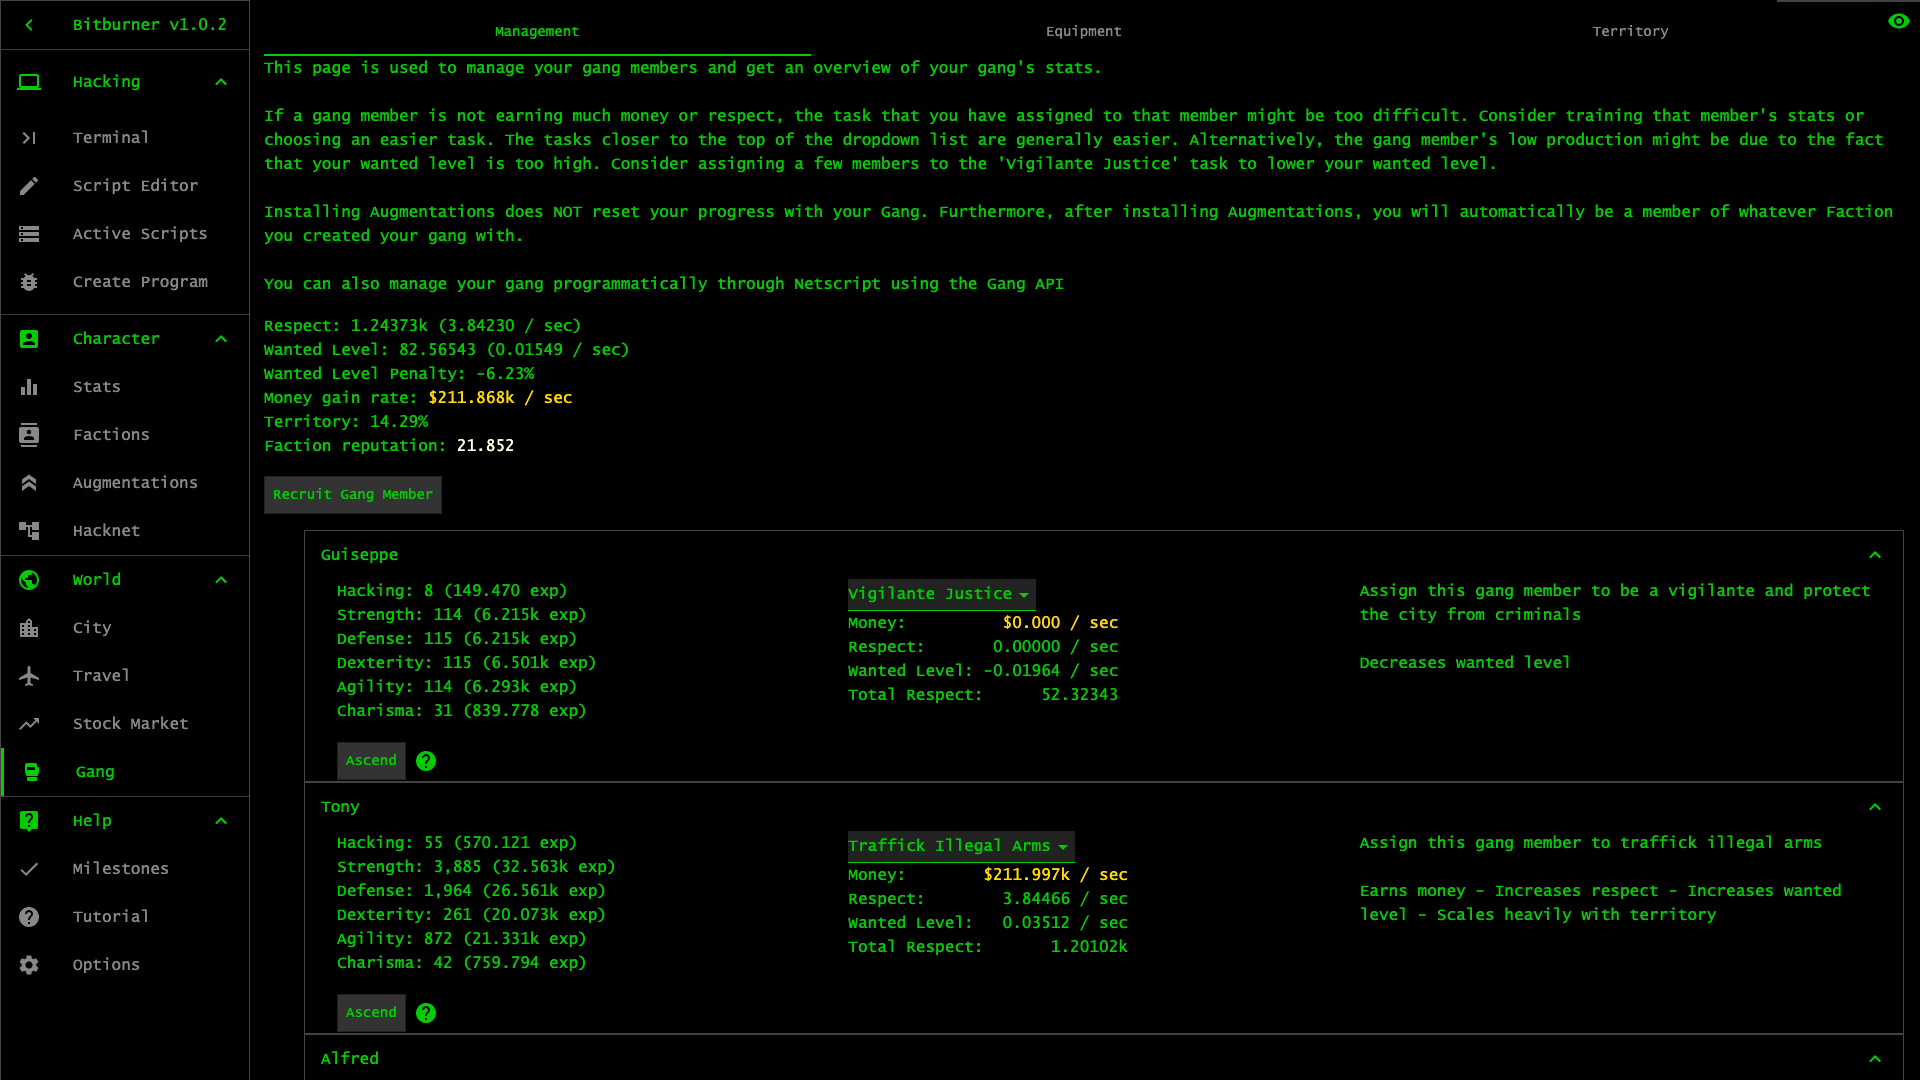 Bitburner v1.0.2
Hacking
Terminal
Script Editor
Active Scripts
Create Program
Character
Stats
Factions
Augmentations
Hacknet
World
City
Travel
Stock Market
Gang
Help
Milestones
Tutorial
Options
Management
Equipment
Territory
This page is used to manage your gang members and get an overview of your gang's stats.
If a gang member is not earning much money or respect, the task that you have assigned to that member might be too difficult. Consider training that member's stats or
choosing an easier task. The tasks closer to the top of the dropdown list are generally easier. Alternatively, the gang member's low production might be due to the fact
that your wanted level is too high. Consider assigning a few members to the 'Vigilante Justice' task to lower your wanted level.
Installing Augmentations does NOT reset your progress with your Gang. Furthermore, after installing Augmentations, you will automatically be a member of whatever Faction
you created your gang with.
You can also manage your gang programmatically through Netscript using the Gang API
Respect: 1.24373k (3.84230 / sec)
Wanted Level: 82.56543 (0.01549 / sec)
Wanted Level Penalty: -6.23%
Money gain rate: $211.868k / sec
Territory: 14.29%
Faction reputation: 21.852
Recruit Gang Member
Guiseppe
Hacking: 8 (149.470 exp)
Strength: 114 (6.215k exp)
Defense: 115 (6.215k exp)
Dexterity: 115 (6.501k exp)
Agility: 114 (6.293k exp)
Charisma: 31 (839.778 exp)
Ascend
Vigilante Justice
Money: $0.000 / sec
Respect: 0.00000 / sec
Wanted Level: -0.01964 / sec
Total Respect: 52.32343
Assign this gang member to be a vigilante and protect
the city from criminals
Decreases wanted level
Tony
Hacking: 55 (570.121 exp)
Strength: 3,885 (32.563k exp)
Defense: 1,964 (26.561k exp)
Dexterity: 261 (20.073k exp)
Agility: 872 (21.331k exp)
Charisma: 42 (759.794 exp)
Ascend
Traffick Illegal Arms
Money: $211.997k / sec
Respect: 3.84466 / sec
Wanted Level: 0.03512 / sec
Total Respect: 1.20102k
Assign this gang member to traffick illegal arms
Earns money - Increases respect - Increases wanted
level - Scales heavily with territory
Alfred